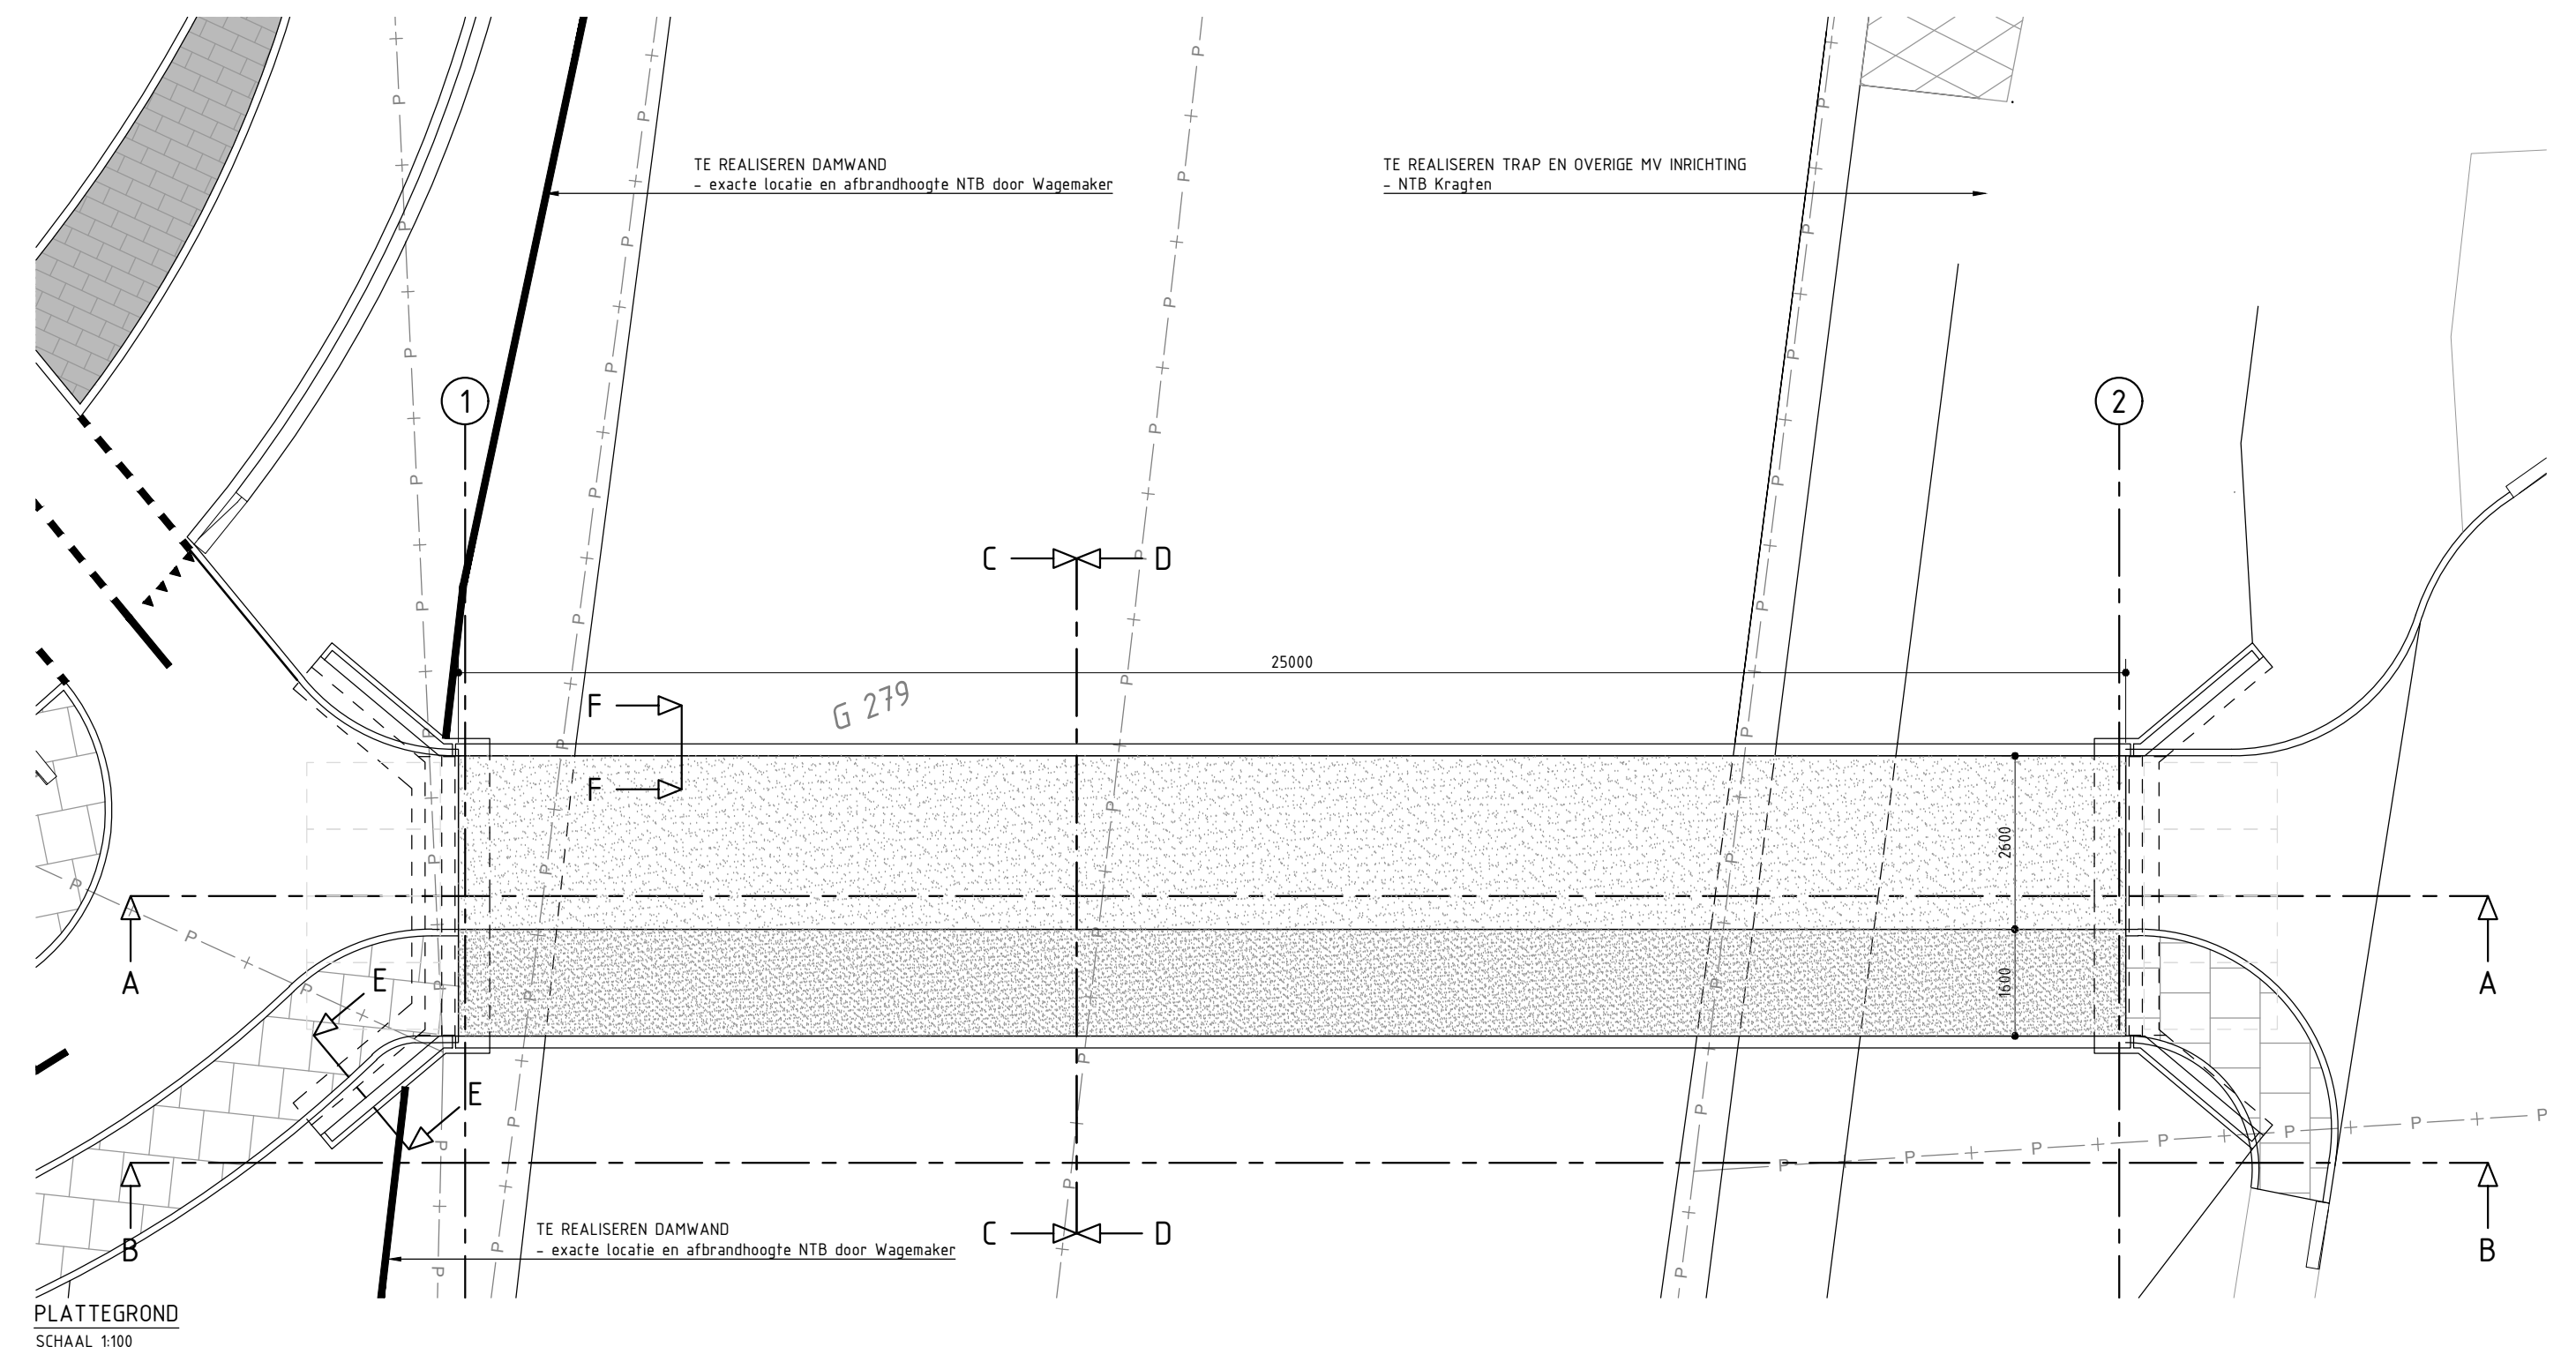 TE REALISEREN DAMWAND
- exacte locatie en afbrandhoogte NTB door Wagemaker
TE REALISEREN TRAP EN OVERIGE MV INRICHTING
- NTB Kragten
1
2
C
D
25000
F
G 279
F
2600
A
A
E
1600
E
B
B
C
D
TE REALISEREN DAMWAND
- exacte locatie en afbrandhoogte NTB door Wagemaker
PLATTEGROND
SCHAAL 1:100